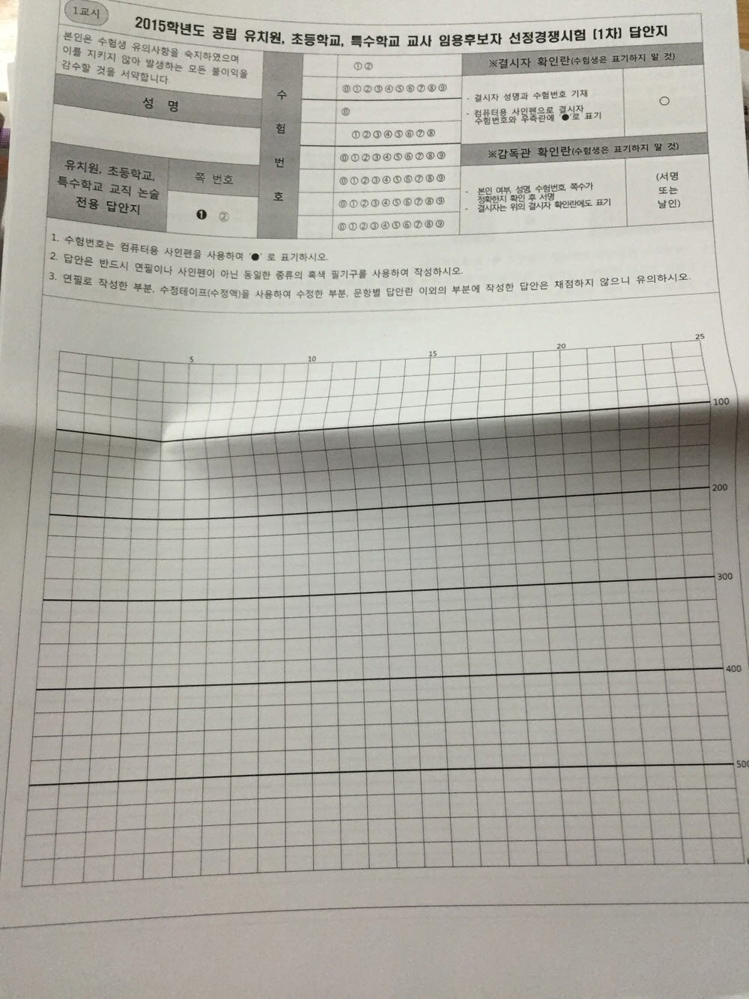 1교시
2015학년도 공립 유치원, 초등학교, 특수학교 교사 임용후보자 선정경쟁시험 (1차) 답안지
본인은 수험생 유의사항을 숙지하였으며
이를 지키지 않아 발생하는 모든 불이익을
감수할 것을 서약합니다.
성 명
유치원, 초등학교,
특수학교 교직 논술
전용 답안지
쪽 번호
❶ ②
수
험
번
호
①②
⓪①②③④⑤⑥⑦⑧⑨
⓪
①②③④⑤⑥⑦⑧
⓪①②③④⑤⑥⑦⑧⑨
⓪①②③④⑤⑥⑦⑧⑨
⓪①②③④⑤⑥⑦⑧⑨
⓪①②③④⑤⑥⑦⑧⑨
※결시자 확인란(수험생은 표기하지 말 것)
- 결시자 성명과 수험번호 기재
- 컴퓨터용 사인펜으로 결시자
수험번호와 우측란에 '●'로 표기
○
※감독관 확인란(수험생은 표기하지 말 것)
- 본인 여부, 성명, 수험번호, 쪽수가
정확한지 확인 후 서명
- 결시자는 위의 결시자 확인란에도 표기
(서명
또는
날인)
1. 수험번호는 컴퓨터용 사인펜을 사용하여 '●' 로 표기하시오.
2. 답안은 반드시 연필이나 사인펜이 아닌 동일한 종류의 흑색 필기구를 사용하여 작성하시오.
3. 연필로 작성한 부분, 수정테이프(수정액)을 사용하여 수정한 부분, 문항별 답안란 이외의 부분에 작성한 답안은 채점하지 않으니 유의하시오.
5 10 15 20 25
100
200
300
400
500